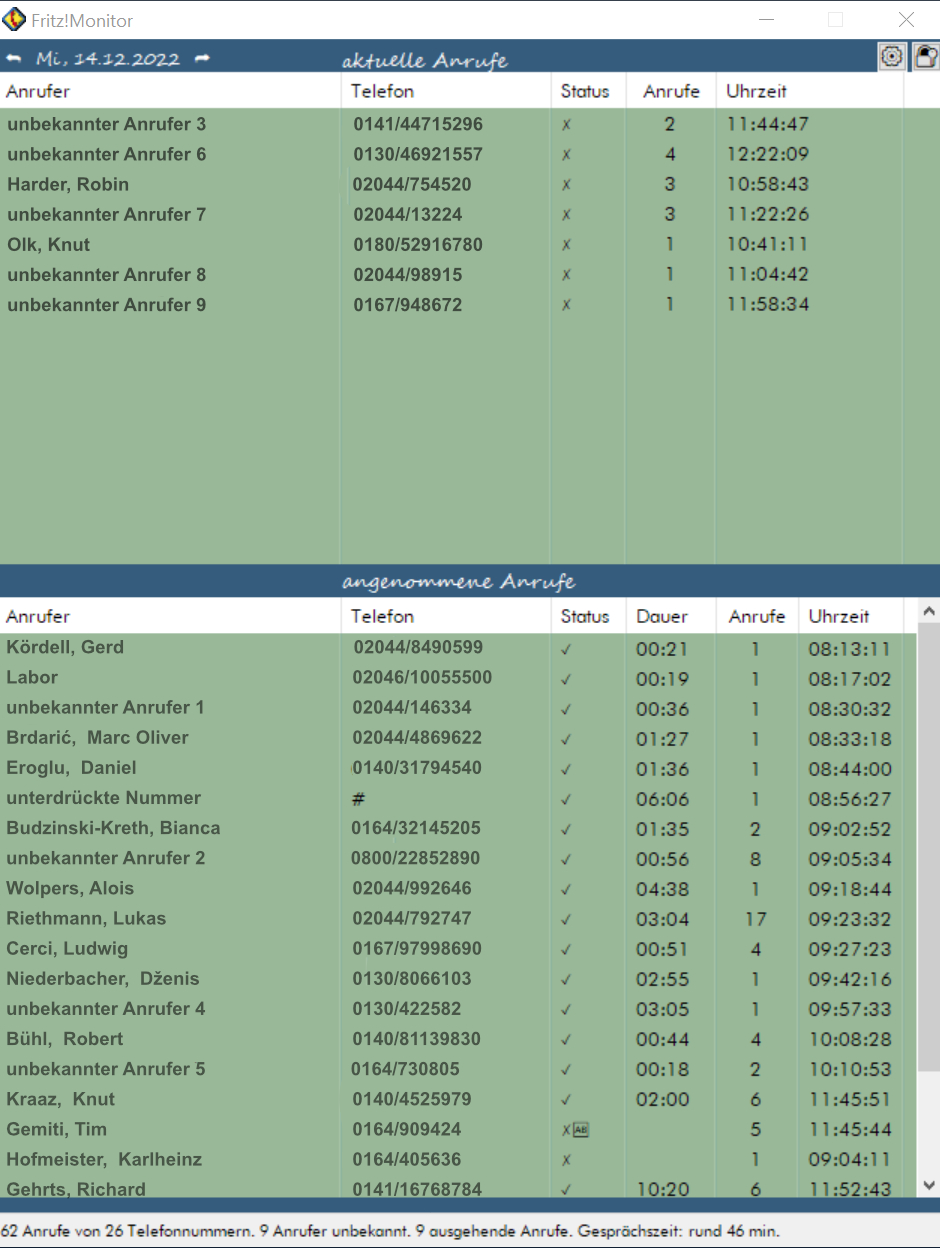 Fritz!Monitor
Mi, 14.12.2022 aktuelle Anrufe
Anrufer Telefon Status Anrufe Uhrzeit
unbekannter Anrufer 3 0141/44715296 ✗ 2 11:44:47
unbekannter Anrufer 6 0130/46921557 ✗ 4 12:22:09
Harder, Robin 02044/754520 ✗ 3 10:58:43
unbekannter Anrufer 7 02044/13224 ✗ 3 11:22:26
Olk, Knut 0180/52916780 ✗ 1 10:41:11
unbekannter Anrufer 8 02044/98915 ✗ 1 11:04:42
unbekannter Anrufer 9 0167/948672 ✗ 1 11:58:34
angenommene Anrufe
Anrufer Telefon Status Dauer Anrufe Uhrzeit
Kördell, Gerd 02044/8490599 ✓ 00:21 1 08:13:11
Labor 02046/10055500 ✓ 00:19 1 08:17:02
unbekannter Anrufer 1 02044/146334 ✓ 00:36 1 08:30:32
Brdarić, Marc Oliver 02044/4869622 ✓ 01:27 1 08:33:18
Eroglu, Daniel 0140/31794540 ✓ 01:36 1 08:44:00
unterdrückte Nummer # ✓ 06:06 1 08:56:27
Budzinski-Kreth, Bianca 0164/32145205 ✓ 01:35 2 09:02:52
unbekannter Anrufer 2 0800/22852890 ✓ 00:56 8 09:05:34
Wolpers, Alois 02044/992646 ✓ 04:38 1 09:18:44
Riethmann, Lukas 02044/792747 ✓ 03:04 17 09:23:32
Cerci, Ludwig 0167/97998690 ✓ 00:51 4 09:27:23
Niederbacher, Dženis 0130/8066103 ✓ 02:55 1 09:42:16
unbekannter Anrufer 4 0130/422582 ✓ 03:05 1 09:57:33
Bühl, Robert 0140/81139830 ✓ 00:44 4 10:08:28
unbekannter Anrufer 5 0164/730805 ✓ 00:18 2 10:10:53
Kraaz, Knut 0140/4525979 ✓ 02:00 6 11:45:51
Gemiti, Tim 0164/909424 ✗ AB 5 11:45:44
Hofmeister, Karlheinz 0164/405636 ✗ 1 09:04:11
Gehrts, Richard 0141/16768784 ✓ 10:20 6 11:52:43
62 Anrufe von 26 Telefonnummern. 9 Anrufer unbekannt. 9 ausgehende Anrufe. Gesprächszeit: rund 46 min.